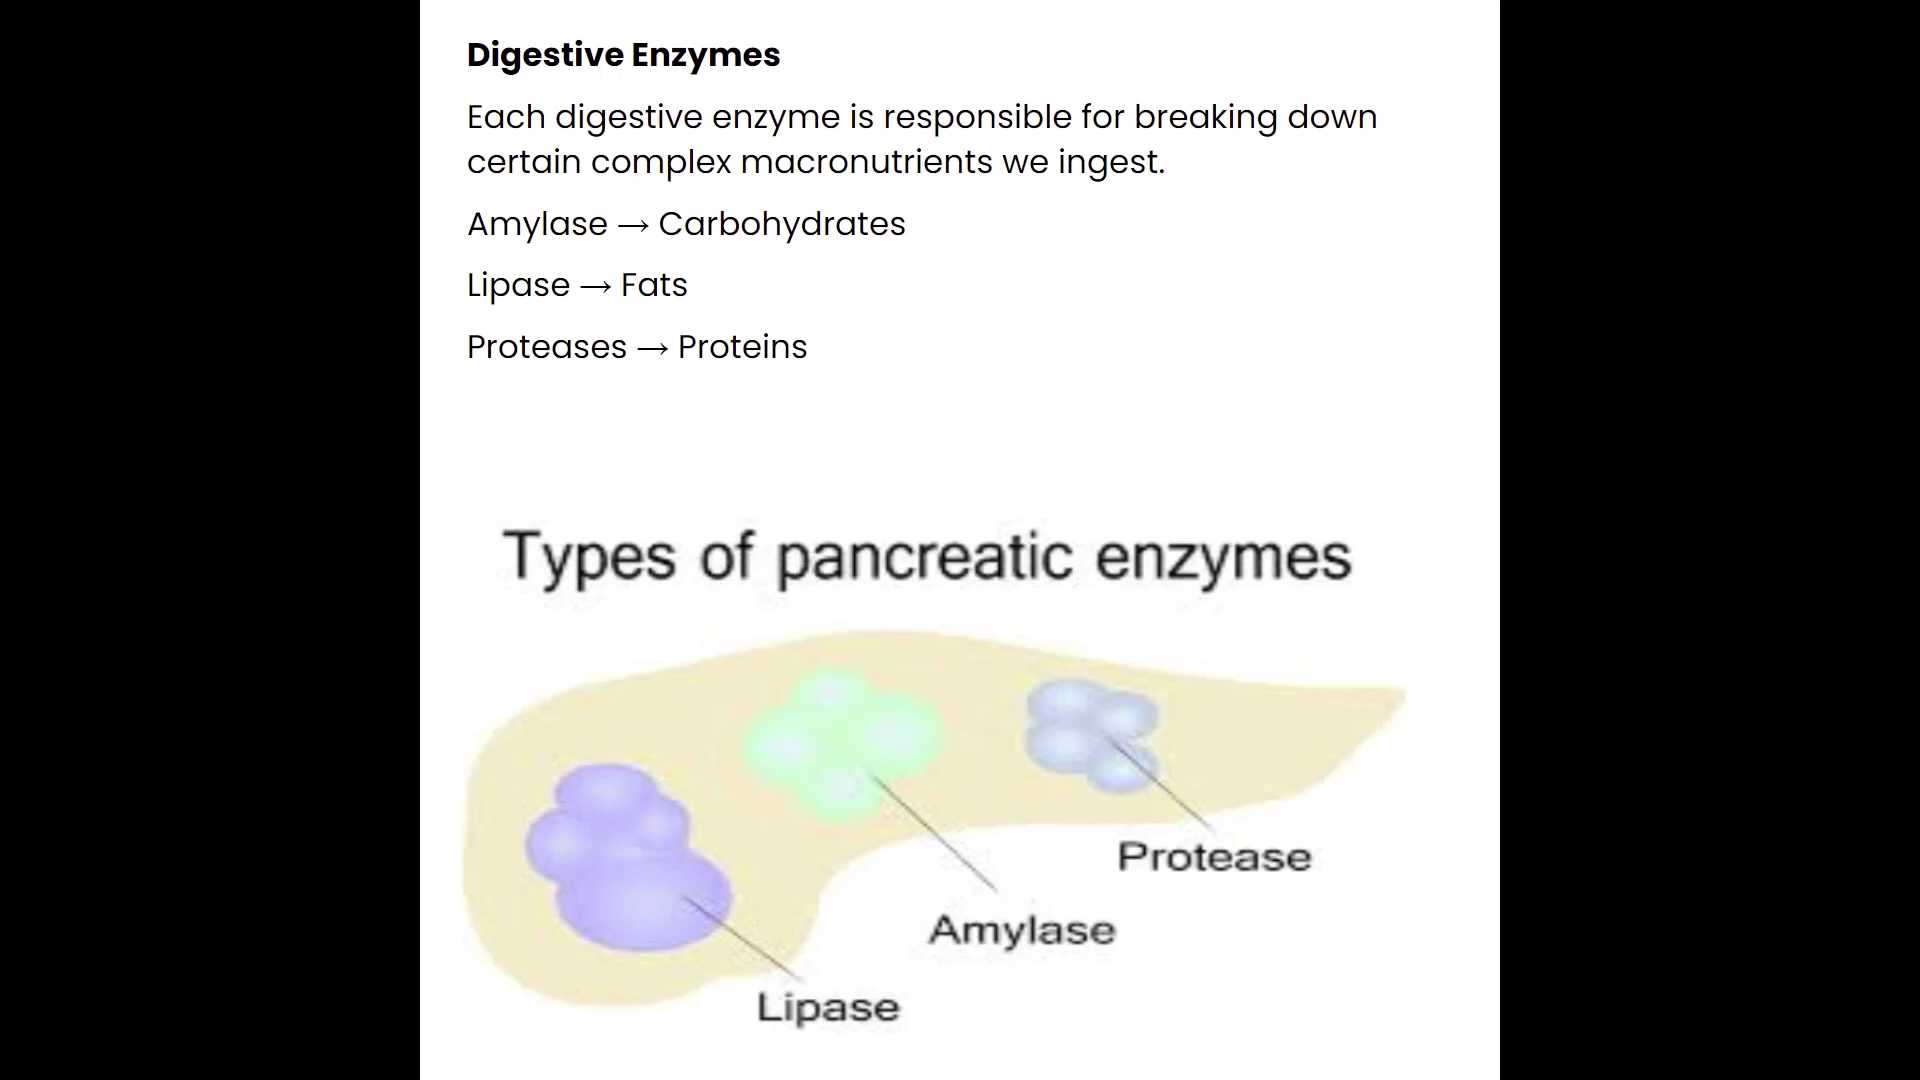 Digestive Enzymes
Each digestive enzyme is responsible for breaking down
certain complex macronutrients we ingest.
Amylase → Carbohydrates
Lipase → Fats
Proteases → Proteins
Types of pancreatic enzymes
Protease
Amylase
Lipase